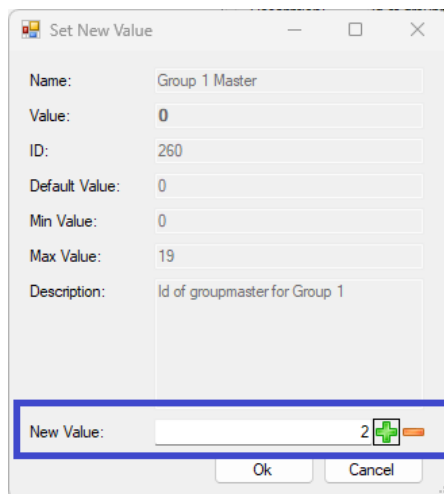 Set New Value
Name: Group 1 Master
Value: 0
ID: 260
Default Value: 0
Min Value: 0
Max Value: 19
Description: Id of groupmaster for Group 1
New Value: 2
Ok Cancel